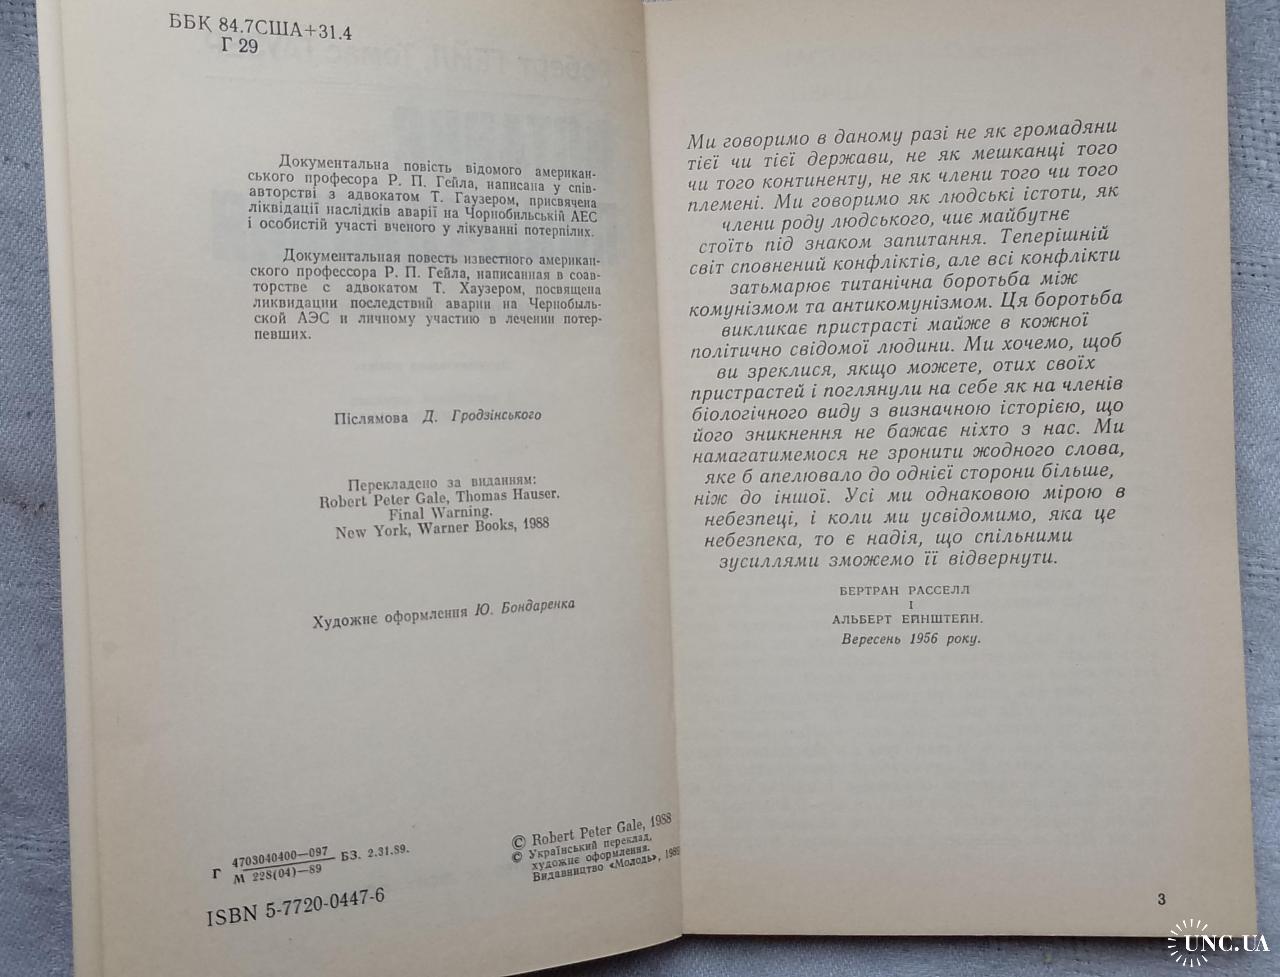 ББК 84.7США+31.4
Г 29
Документальна повість відомого американ-
ського професора Р. П. Гейла, написана у спів-
авторстві з адвокатом Т. Гаузером, присвячена
ліквідації наслідків аварії на Чорнобильській АЕС
і особистій участі вченого у лікуванні потерпілих.
Документальная повесть известного американ-
ского профессора Р. П. Гейла, написанная в соав-
торстве с адвокатом Т. Хаузером, посвящена
ликвидации последствий аварии на Чернобыль-
ской АЭС и личному участию в лечении потер-
певших.
Післямова Д. Гродзінського
Перекладено за виданням:
Robert Peter Gale, Thomas Hauser.
Final Warning.
New York, Warner Books, 1988
Художнє оформлення Ю. Бондаренка
Г 4703040400—097 БЗ. 2.31.89.
М 228(04)—89
ISBN 5-7720-0447-6
© Robert Peter Gale, 1988
© Український переклад,
художнє оформлення.
Видавництво «Молодь», 1989
Ми говоримо в даному разі не як громадяни
тієї чи тієї держави, не як мешканці того
чи того континенту, не як члени того чи того
племені. Ми говоримо як людські істоти, як
члени роду людського, чиє майбутнє
стоїть під знаком запитання. Теперішній
світ сповнений конфліктів, але всі конфлікти
затьмарює титанічна боротьба між
комунізмом та антикомунізмом. Ця боротьба
викликає пристрасті майже в кожної
політично свідомої людини. Ми хочемо, щоб
ви зреклися, якщо можете, отих своїх
пристрастей і поглянули на себе як на членів
біологічного виду з визначною історією, що
його зникнення не бажає ніхто з нас. Ми
намагатимемося не зронити жодного слова,
яке б апелювало до однієї сторони більше,
ніж до іншої. Усі ми однаковою мірою в
небезпеці, і коли ми усвідомимо, яка це
небезпека, то є надія, що спільними
зусиллями зможемо її відвернути.
БЕРТРАН РАССЕЛЛ
І
АЛЬБЕРТ ЕЙНШТЕЙН.
Вересень 1956 року.
3
UNC.UA